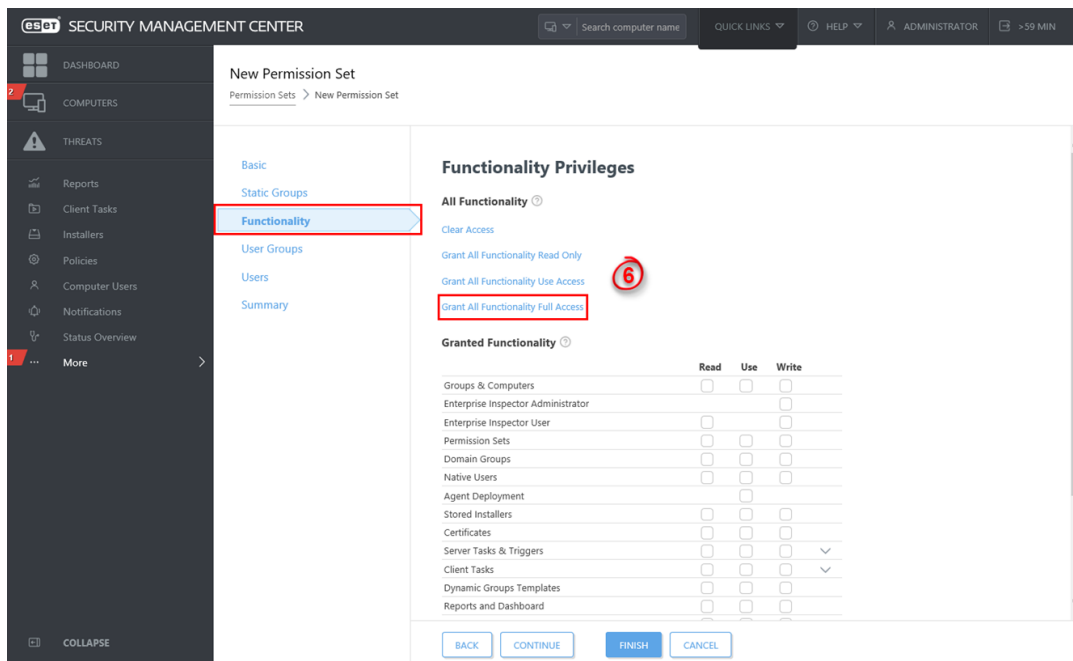 eset SECURITY MANAGEMENT CENTER
Search computer name
QUICK LINKS
HELP
ADMINISTRATOR
>59 MIN
DASHBOARD
2
COMPUTERS
THREATS
Reports
Client Tasks
Installers
Policies
Computer Users
Notifications
Status Overview
1
More
COLLAPSE
New Permission Set
Permission Sets > New Permission Set
Basic
Static Groups
Functionality
User Groups
Users
Summary
Functionality Privileges
All Functionality ?
Clear Access
Grant All Functionality Read Only
Grant All Functionality Use Access
6
Grant All Functionality Full Access
Granted Functionality ?
Read Use Write
Groups & Computers
Enterprise Inspector Administrator
Enterprise Inspector User
Permission Sets
Domain Groups
Native Users
Agent Deployment
Stored Installers
Certificates
Server Tasks & Triggers
Client Tasks
Dynamic Groups Templates
Reports and Dashboard
BACK CONTINUE FINISH CANCEL